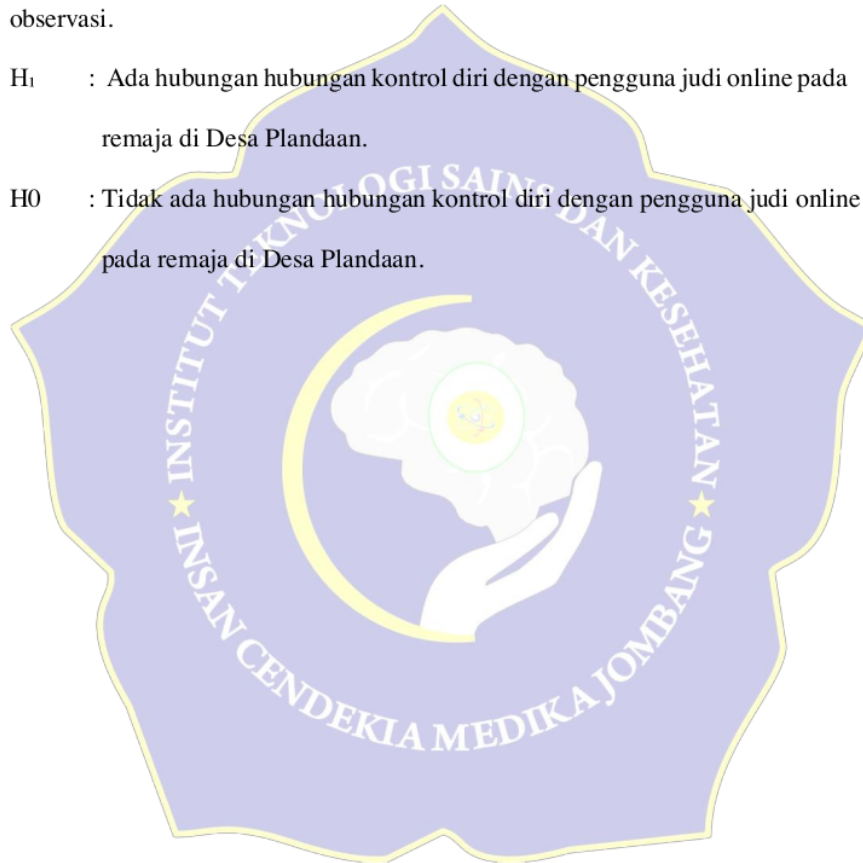 observasi.
H₁ : Ada hubungan hubungan kontrol diri dengan pengguna judi online pada
remaja di Desa Plandaan.
H0 : Tidak ada hubungan hubungan kontrol diri dengan pengguna judi online
pada remaja di Desa Plandaan.
INSTITUT TEKNOLOGI SAINS DAN KESEHATAN
INSAN CENDEKIA MEDIKA JOMBANG